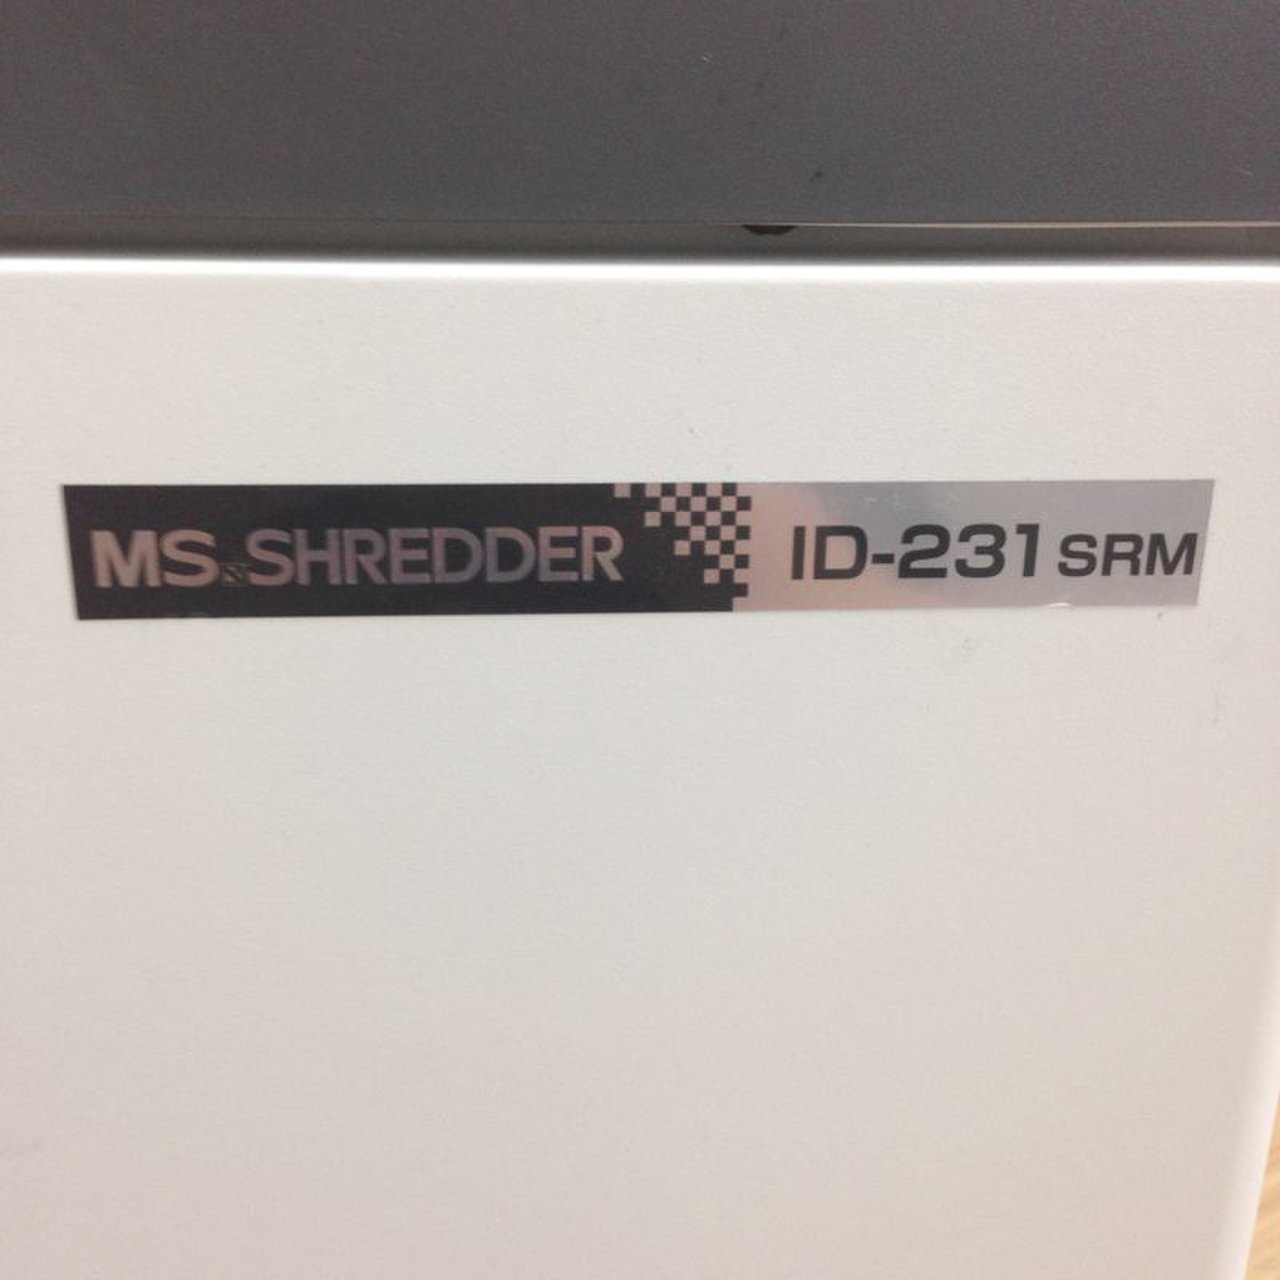 MS SHREDDER ID-231 SRM